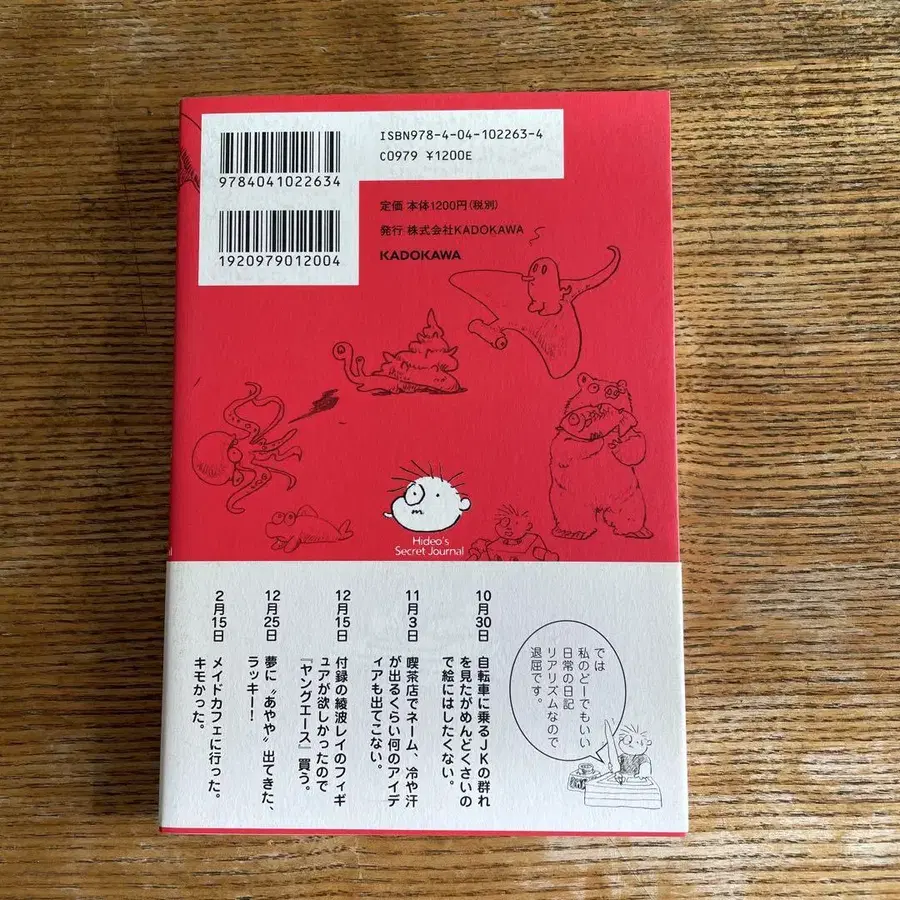 ISBN978-4-04-102263-4
C0979 ¥1200E
9784041022634
1920979012004
定価 本体1200円(税別)
発行 株式会社KADOKAWA
KADOKAWA
Hideo's
Secret Journal
では
私のどーでもいい
日常の日記
リアリズムなので
退屈です。
10月30日
自転車に乗るJKの群れ
を見たがめんどくさいの
で絵にはしたくない。
11月3日
喫茶店でネーム、冷や汗
が出るくらい何のアイデ
ィアも出てこない。
12月15日
付録の綾波レイのフィギ
ュアが欲しかったので
『ヤングエース』買う。
12月25日
夢に〝あやや〟出てきた、
ラッキー!
2月15日
メイドカフェに行った。
キモかった。